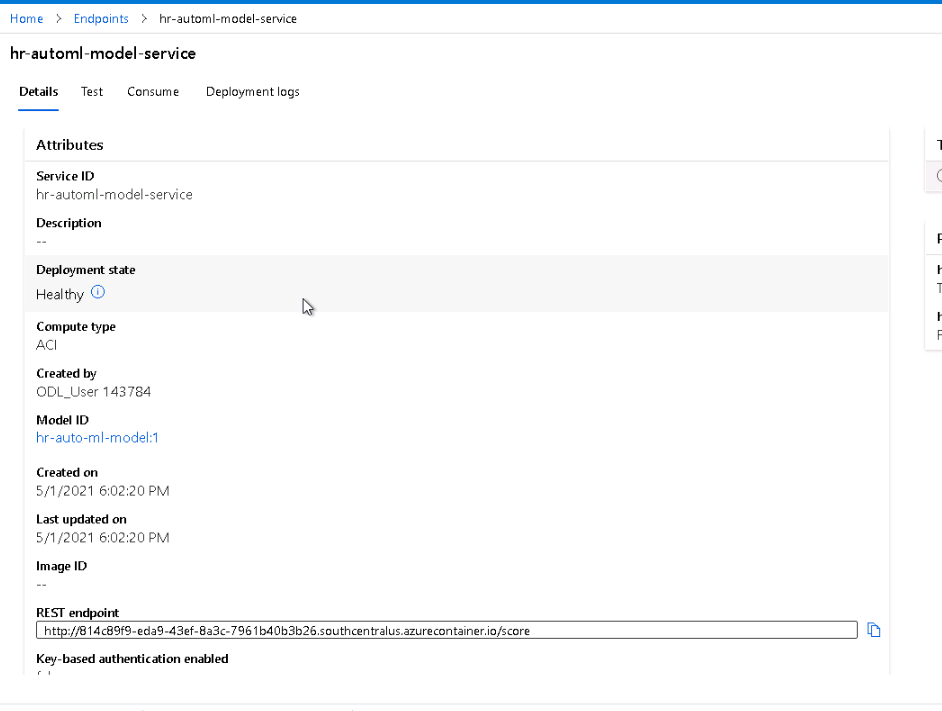 Home > Endpoints > hr-automl-model-service
hr-automl-model-service
Details Test Consume Deployment logs
Attributes
Service ID
hr-automl-model-service
Description
--
Deployment state
Healthy
Compute type
ACI
Created by
ODL_User 143784
Model ID
hr-auto-ml-model:1
Created on
5/1/2021 6:02:20 PM
Last updated on
5/1/2021 6:02:20 PM
Image ID
--
REST endpoint
http://814c89f9-eda9-43ef-8a3c-7961b40b3b26.southcentralus.azurecontainer.io/score
Key-based authentication enabled